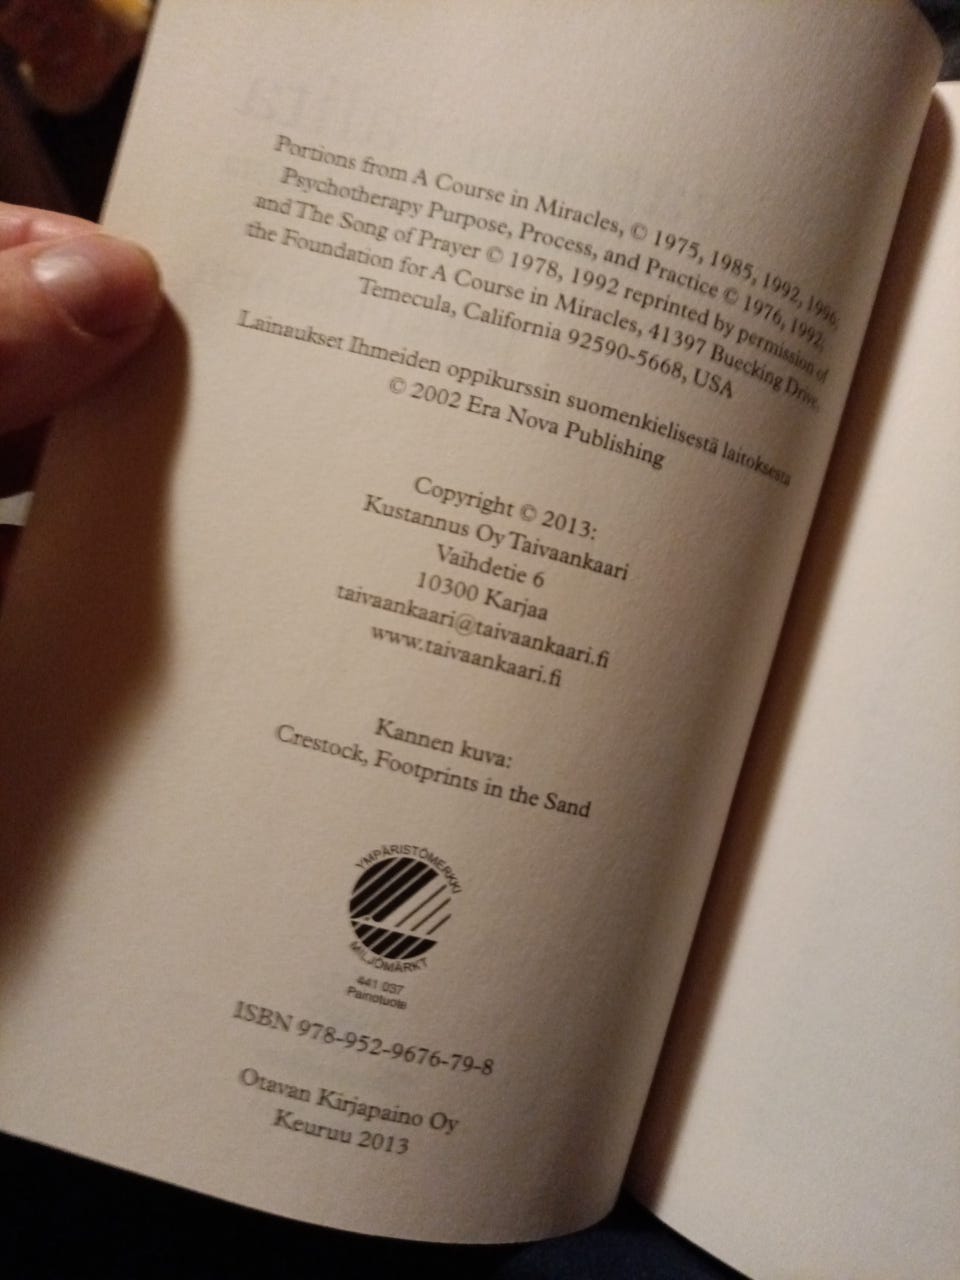 Portions from A Course in Miracles, © 1975, 1985, 1992, 1996,
Psychotherapy Purpose, Process, and Practice © 1976, 1992,
and The Song of Prayer © 1978, 1992 reprinted by permission of
the Foundation for A Course in Miracles, 41397 Buecking Drive,
Temecula, California 92590-5668, USA
Lainaukset Ihmeiden oppikurssin suomenkielisestä laitoksesta
© 2002 Era Nova Publishing
Copyright © 2013:
Kustannus Oy Taivaankaari
Vaihdetie 6
10300 Karjaa
taivaankaari@taivaankaari.fi
www.taivaankaari.fi
Kannen kuva:
Crestock, Footprints in the Sand
YMPÄRISTÖMERKKI
MILJÖMÄRKT
441 037
Painotuote
ISBN 978-952-9676-79-8
Otavan Kirjapaino Oy
Keuruu 2013